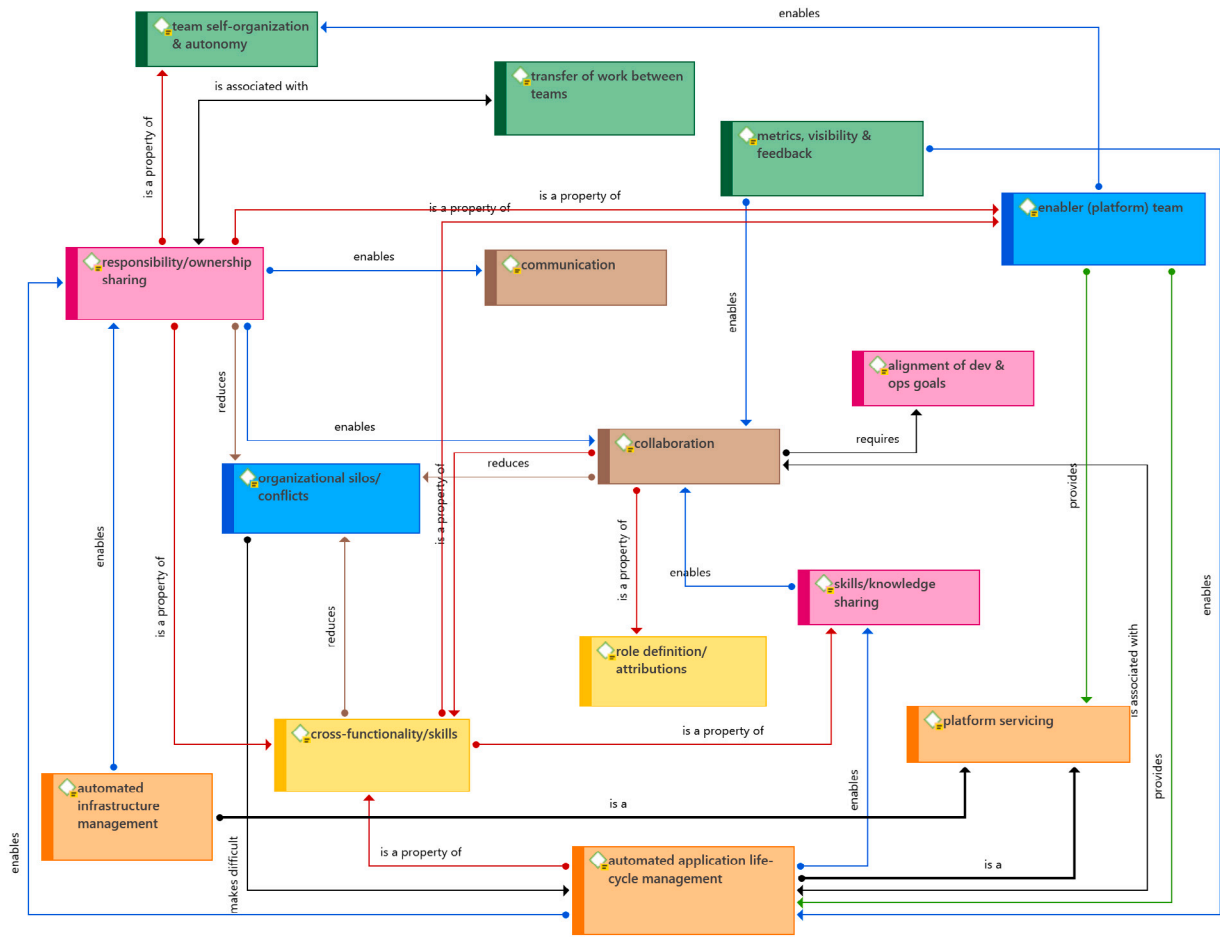 enables
team self-organization
& autonomy
transfer of work between
teams
is associated with
metrics, visibility &
feedback
is a property of
is a property of
is a property of
enabler (platform) team
responsibility/ownership
sharing
enables
communication
enables
alignment of dev &
ops goals
reduces
enables
collaboration
requires
reduces
organizational silos/
conflicts
is a property of
provides
enables
is a property of
enables
skills/knowledge
sharing
enables
is a property of
reduces
role definition/
attributions
is associated with
cross-functionality/skills
is a property of
platform servicing
provides
automated
infrastructure
management
is a
enables
enables
makes difficult
is a property of
automated application life-
cycle management
is a